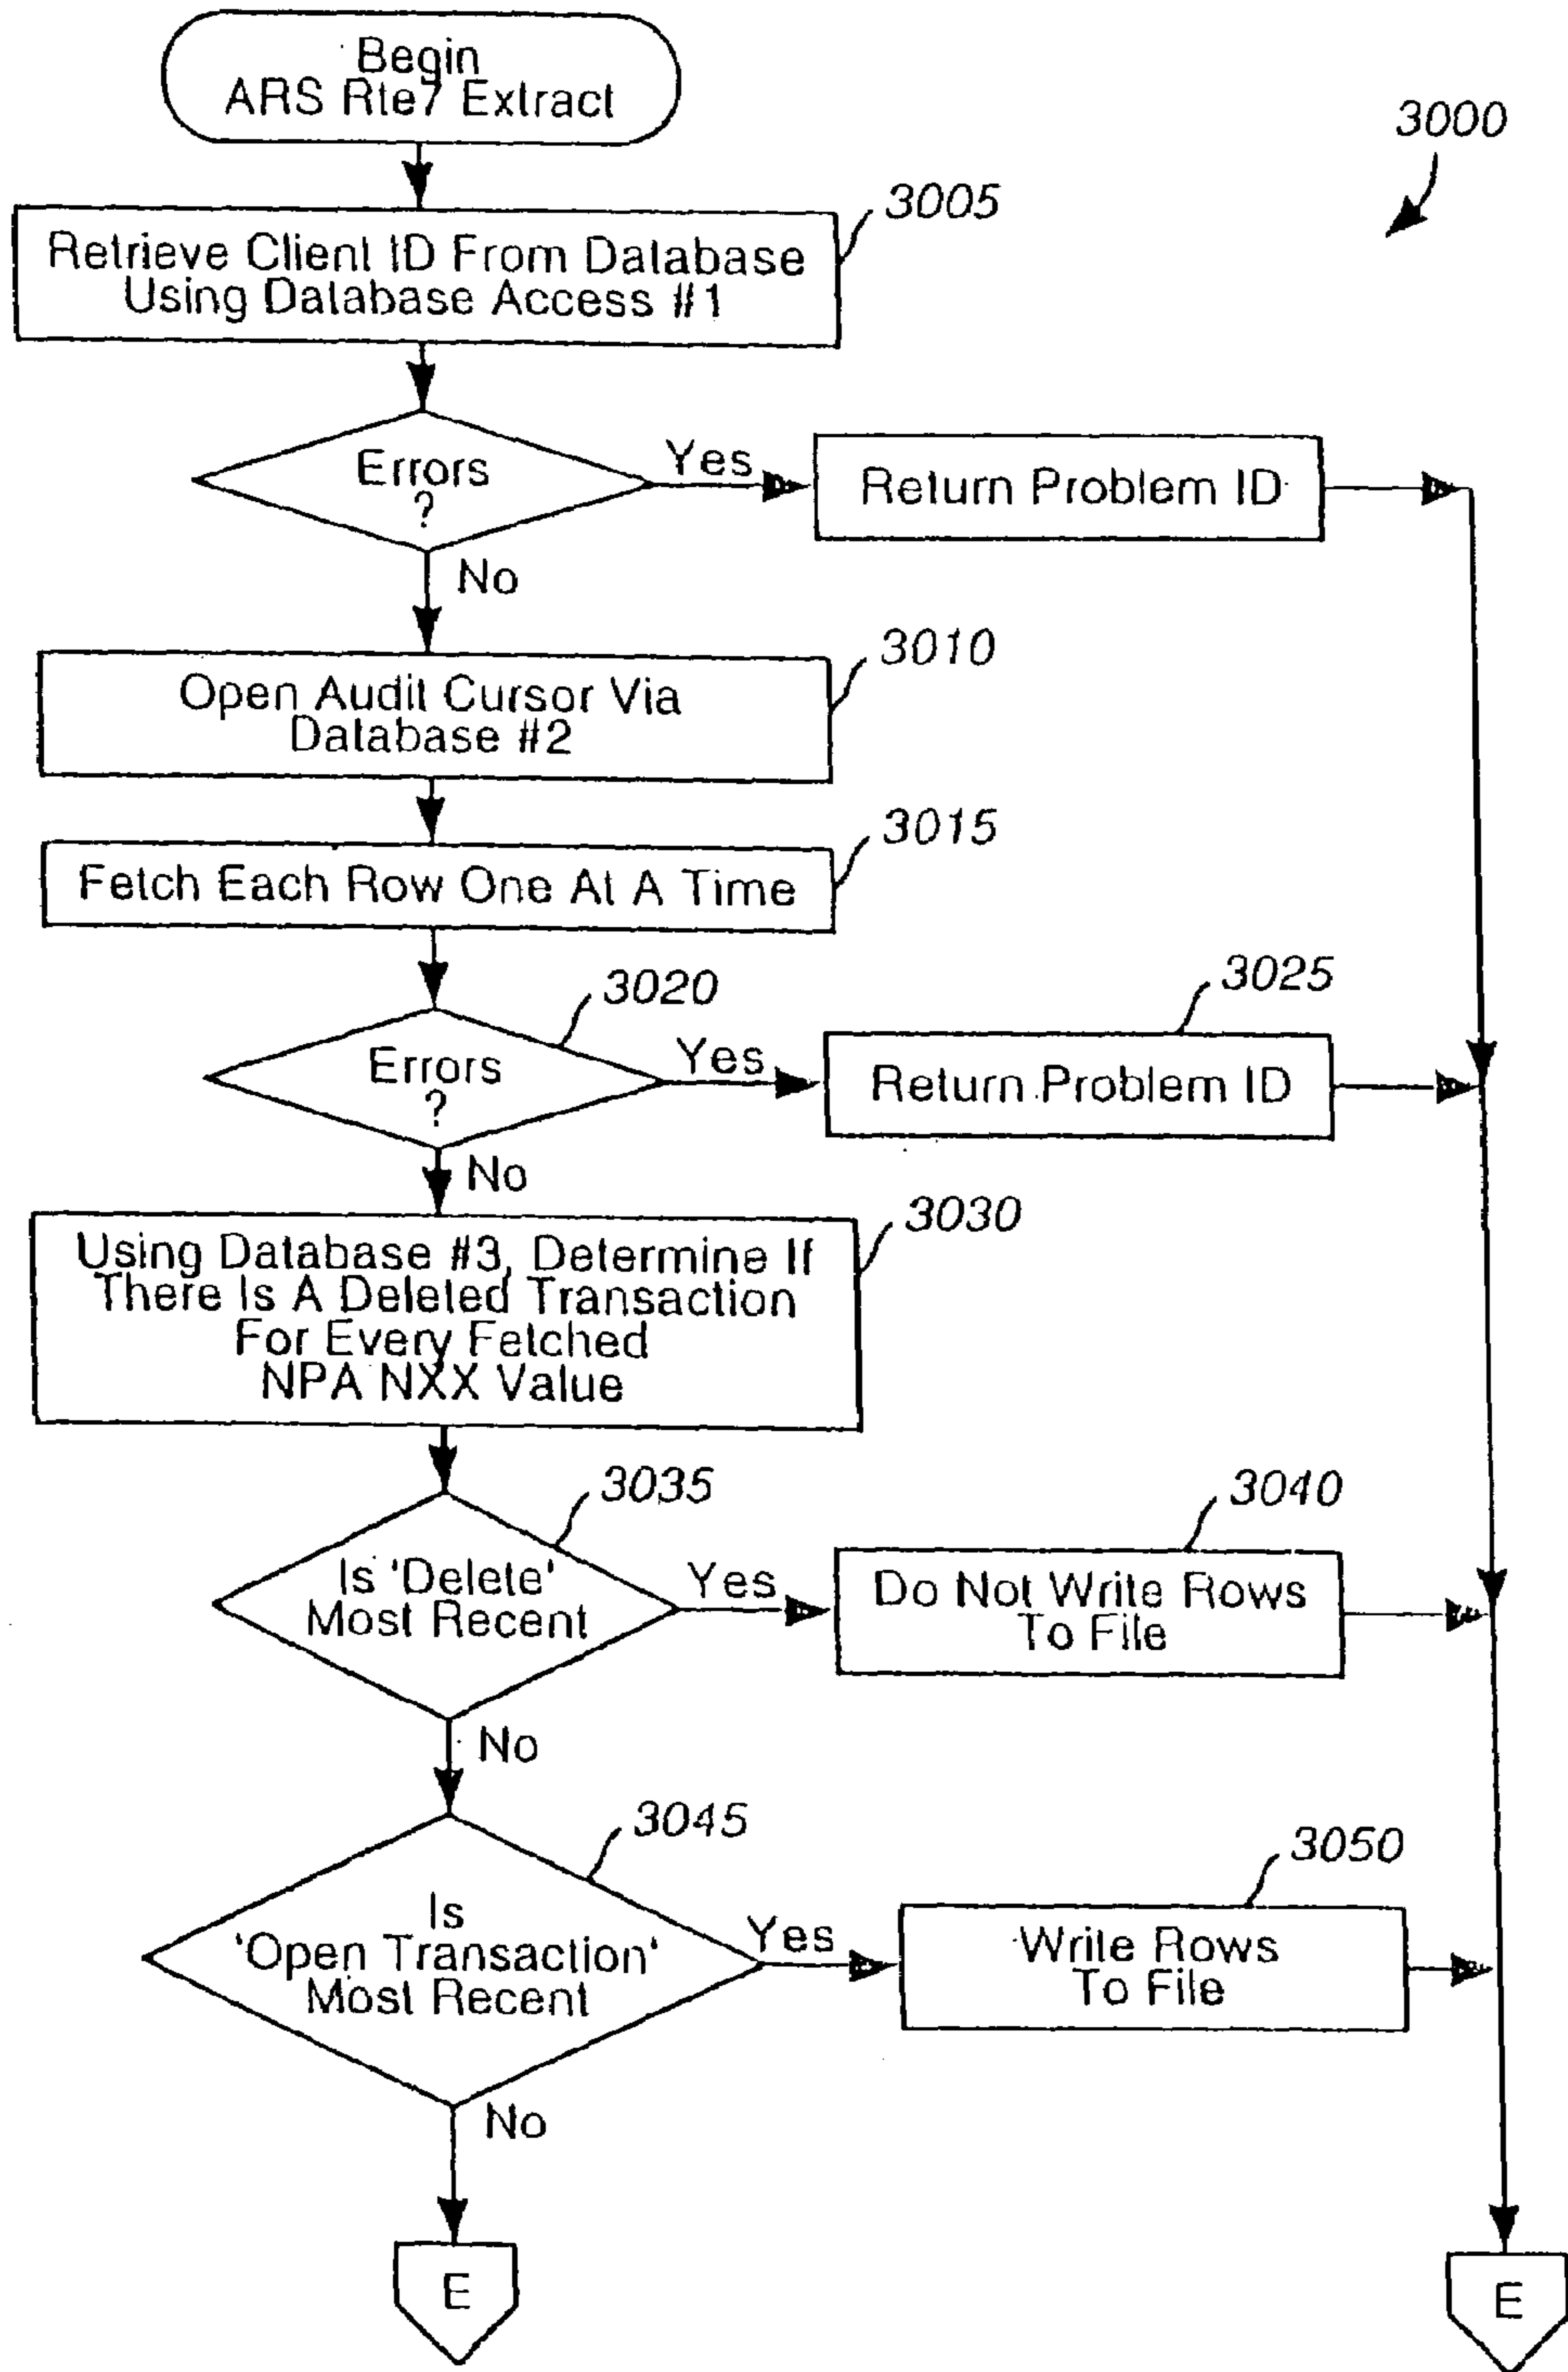 Begin
ARS Rte7 Extract
3000
3005
Retrieve Client ID From Database
Using Database Access #1
Errors
?
Yes
Return Problem ID
No
3010
Open Audit Cursor Via
Database #2
3015
Fetch Each Row One At A Time
3020
3025
Errors
?
Yes
Return Problem ID
No
3030
Using Database #3, Determine If
There Is A Deleted Transaction
For Every Fetched
NPA NXX Value
3035
3040
Is 'Delete'
Most Recent
Yes
Do Not Write Rows
To File
No
3045
3050
Is
'Open Transaction'
Most Recent
Yes
Write Rows
To File
No
E
E